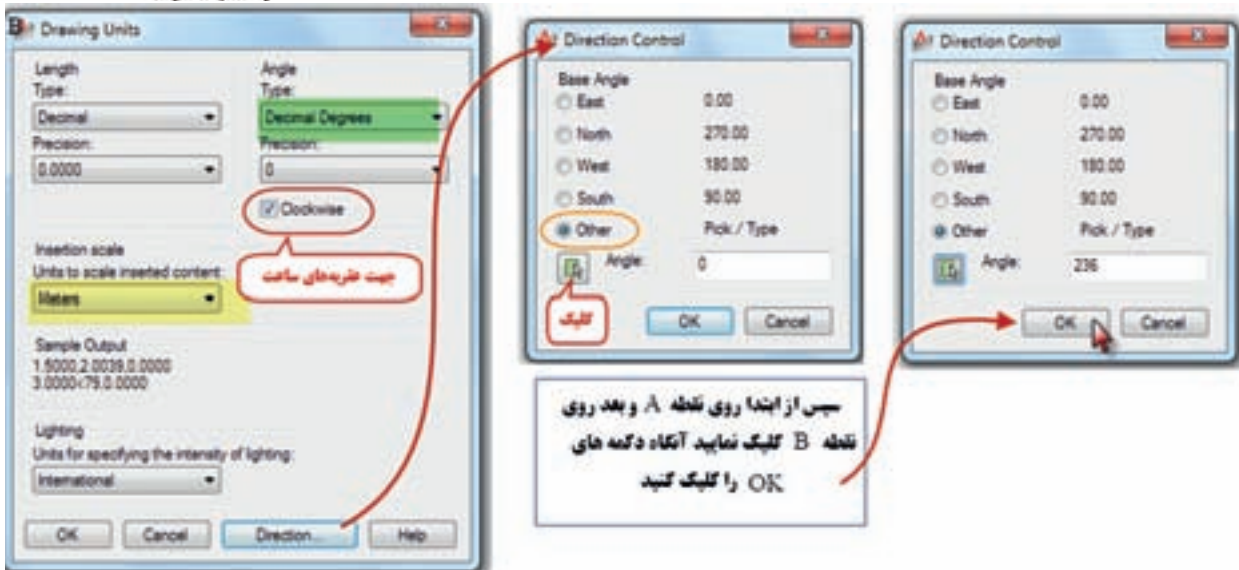 B
Drawing Units
Length
Type:
Decimal
Precision:
0.0000
Angle
Type:
Decimal Degrees
Precision:
0
Clockwise
جهت عقربه‌های ساعت
Insertion scale
Units to scale inserted content:
Meters
Sample Output
1.5000,2.0039,0.0000
3.0000<79,0.0000
Lighting
Units for specifying the intensity of lighting:
International
OK Cancel Direction... Help
Direction Control
Base Angle
East 0.00
North 270.00
West 180.00
South 90.00
Other Pick / Type
Angle: 0
کلیک
OK Cancel
سپس از ابتدا روی نقطه A و بعد روی
نقطه B کلیک نمایید آنگاه دکمه های
OK را کلیک کنید
Direction Control
Base Angle
East 0.00
North 270.00
West 180.00
South 90.00
Other Pick / Type
Angle: 236
OK Cancel